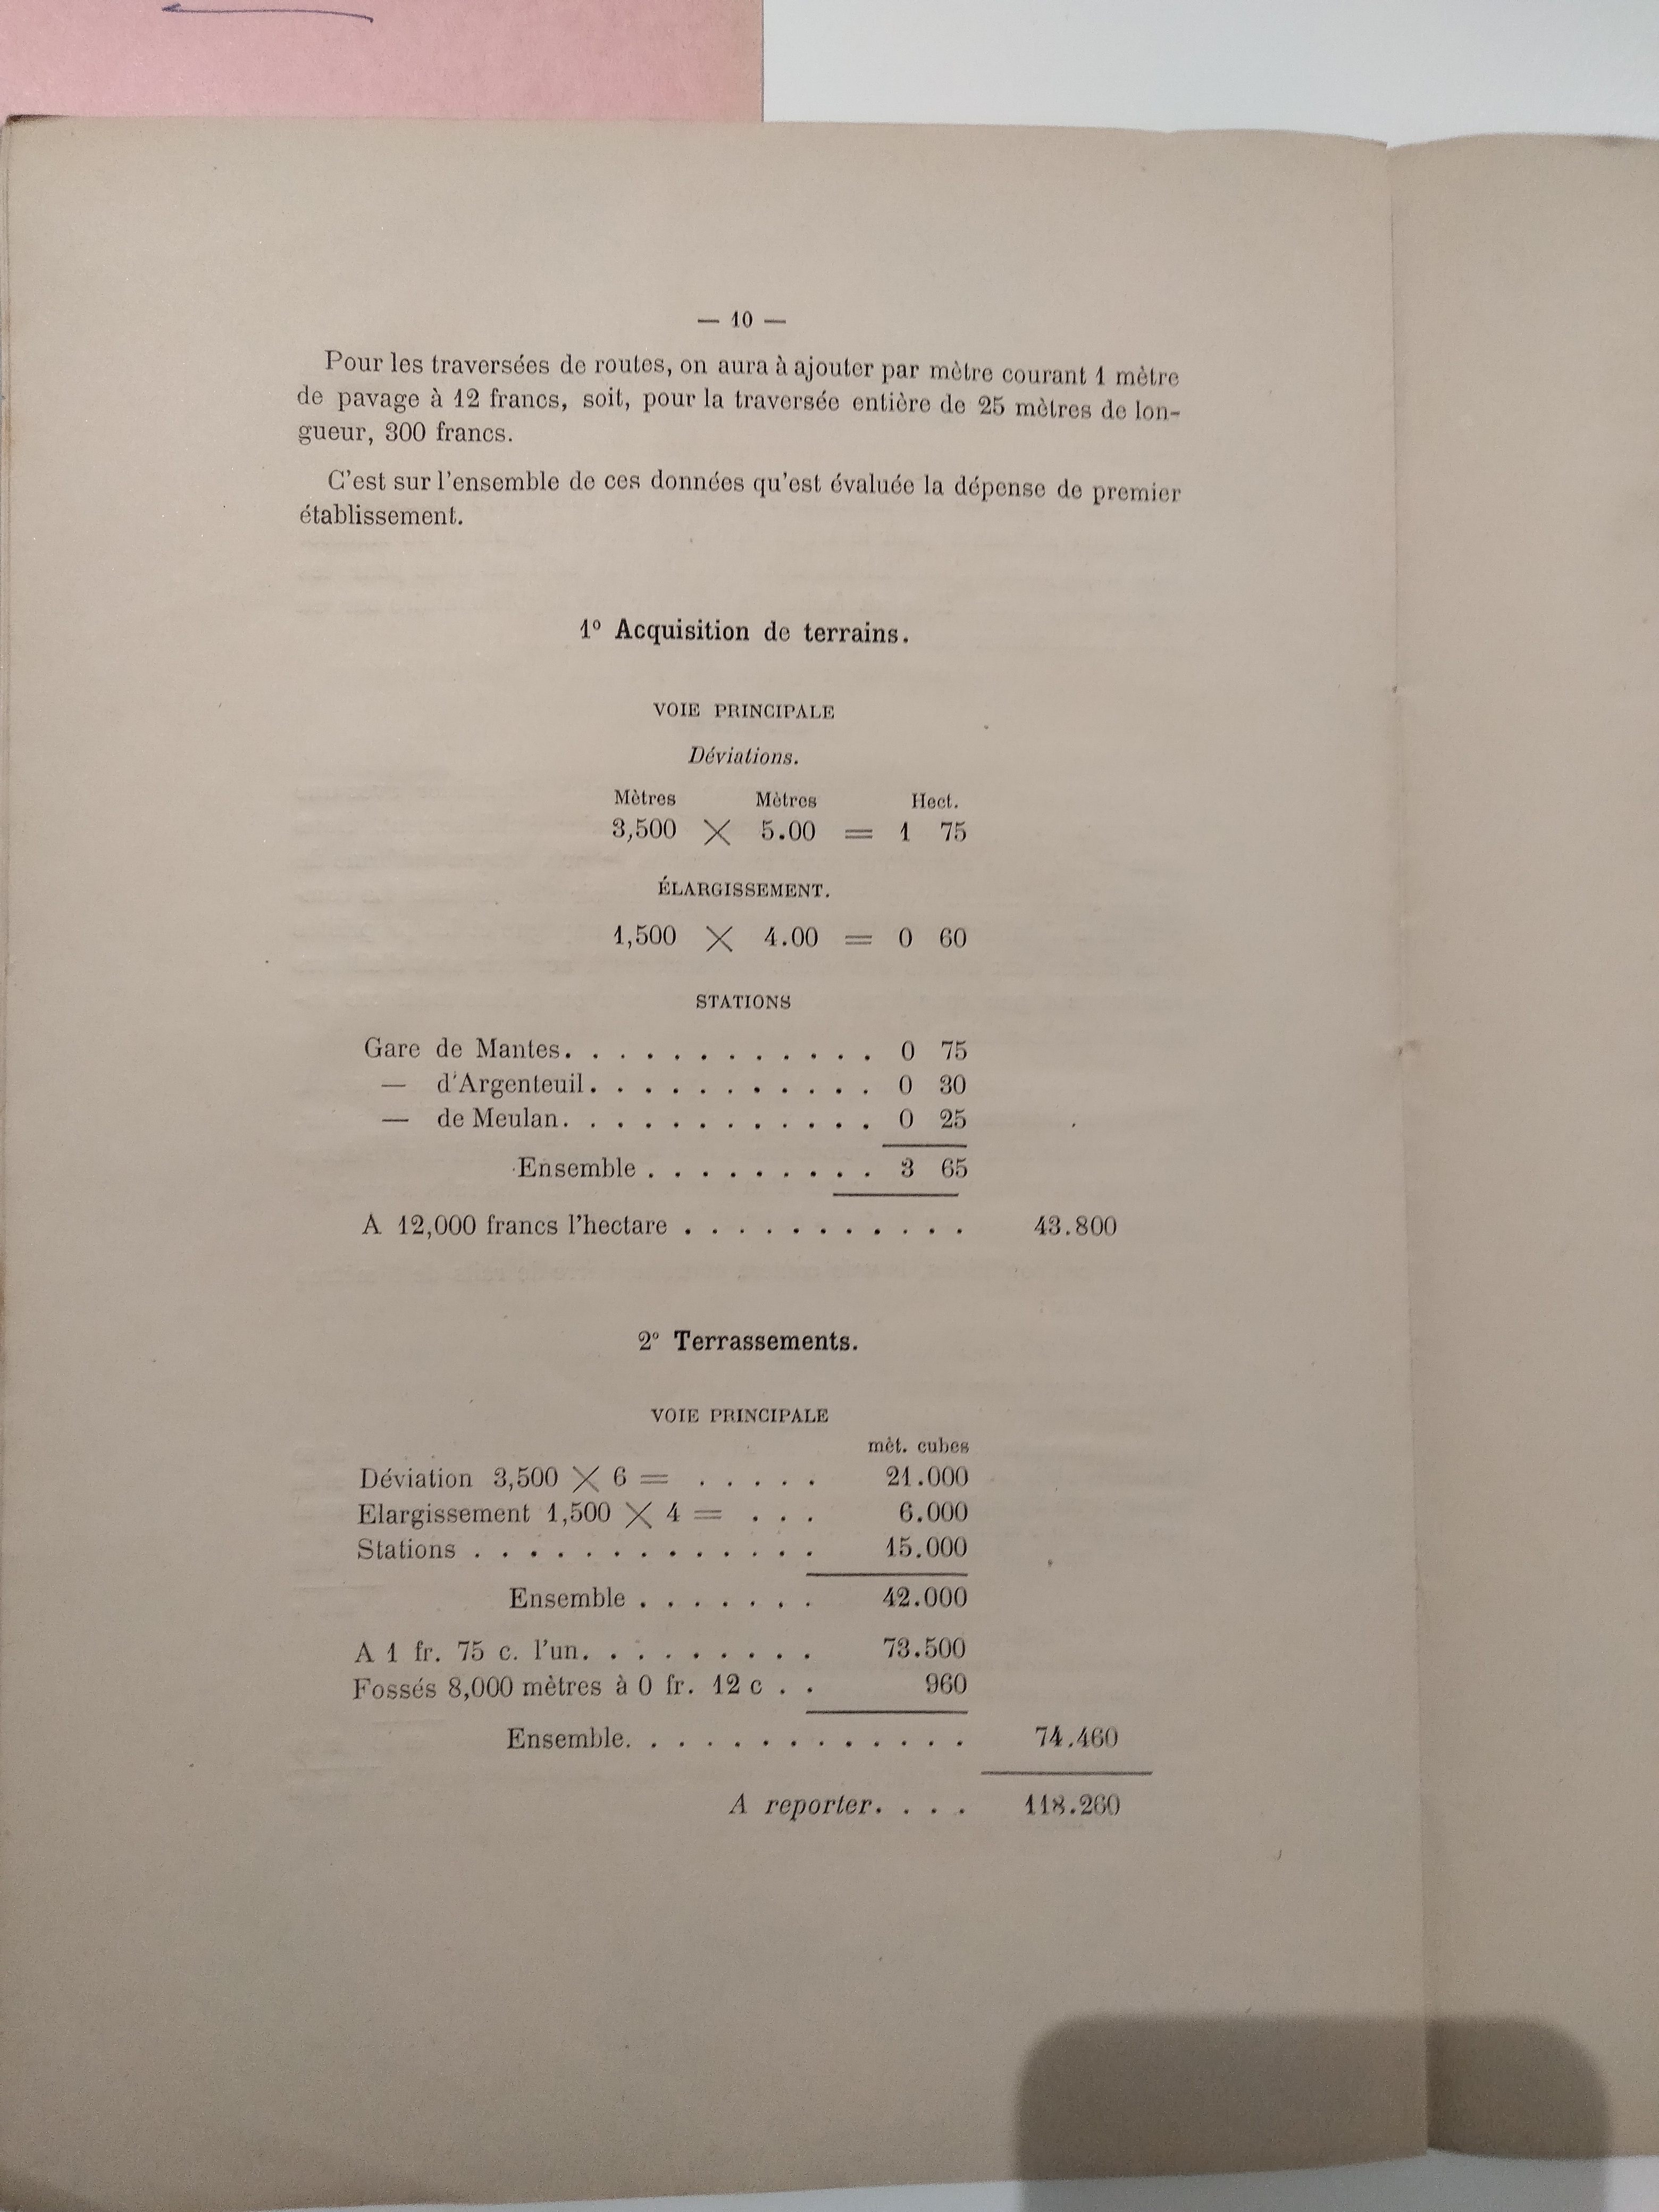 — 10 —
Pour les traversées de routes, on aura à ajouter par mètre courant 1 mètre
de pavage à 12 francs, soit, pour la traversée entière de 25 mètres de lon-
gueur, 300 francs.
C'est sur l'ensemble de ces données qu'est évaluée la dépense de premier
établissement.
1º Acquisition de terrains.
VOIE PRINCIPALE
Déviations.
Mètres Mètres Hect.
3,500 × 5.00 = 1 75
ÉLARGISSEMENT.
1,500 × 4.00 = 0 60
STATIONS
Gare de Mantes. . . . . . . . . . . . 0 75
— d'Argenteuil. . . . . . . . . . . 0 30
— de Meulan. . . . . . . . . . . . 0 25
Ensemble . . . . . . . . . 3 65
A 12,000 francs l'hectare . . . . . . . . . . . 43.800
2º Terrassements.
VOIE PRINCIPALE
mèt. cubes
Déviation 3,500 × 6 = . . . . . 21.000
Elargissement 1,500 × 4 = . . . 6.000
Stations . . . . . . . . . . . . . 15.000
Ensemble . . . . . . . 42.000
A 1 fr. 75 c. l'un. . . . . . . . . 73.500
Fossés 8,000 mètres à 0 fr. 12 c . . 960
Ensemble. . . . . . . . . . . . . 74.460
A reporter. . . . 118.260